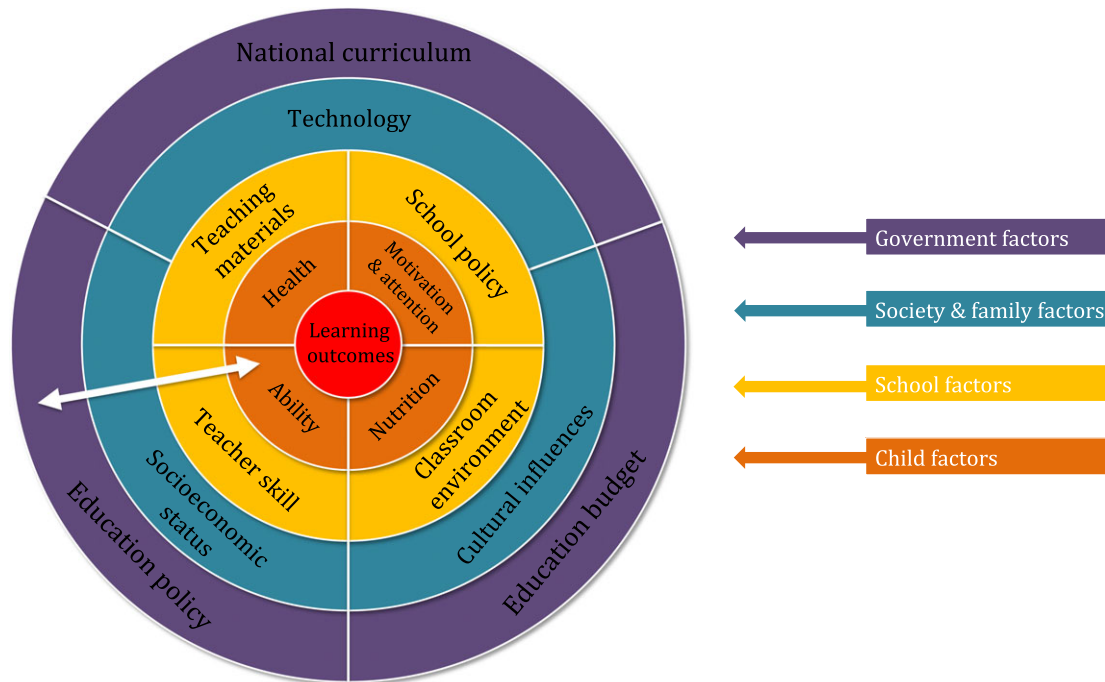 National curriculum
Technology
Teaching
materials
School policy
Health
Motivation
& attention
Learning
outcomes
Ability
Nutrition
Teacher skill
Classroom
environment
Socioeconomic
status
Cultural influences
Education policy
Education budget
Government factors
Society & family factors
School factors
Child factors